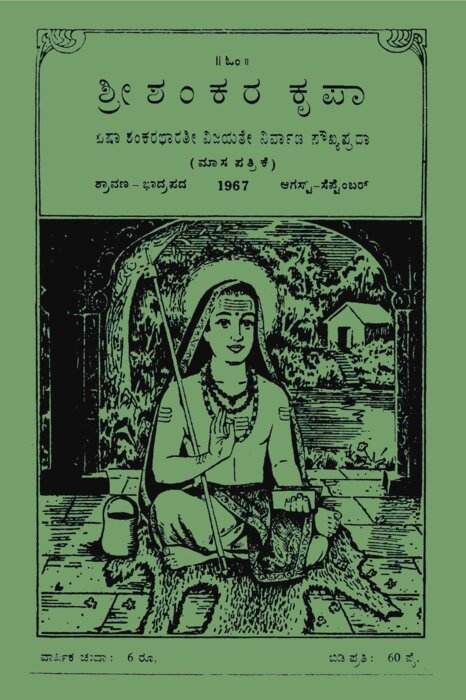 ॥ ಓಂ ॥
ಶ್ರೀ ಶಂಕರ ಕೃಪಾ
ಏಷಾ ಶಂಕರಭಾರತೀ ವಿಜಯತೇ ನಿರ್ವಾಣ ಸೌಖ್ಯಪ್ರದಾ
(ಮಾಸ ಪತ್ರಿಕೆ)
ಶ್ರಾವಣ - ಭಾದ್ರಪದ 1967 ಆಗಸ್ಟ್-ಸೆಪ್ಟೆಂಬರ್
ವಾರ್ಷಿಕ ಚಂದಾ: 6 ರೂ. ಬಿಡಿ ಪ್ರತಿ: 60 ಪೈ.